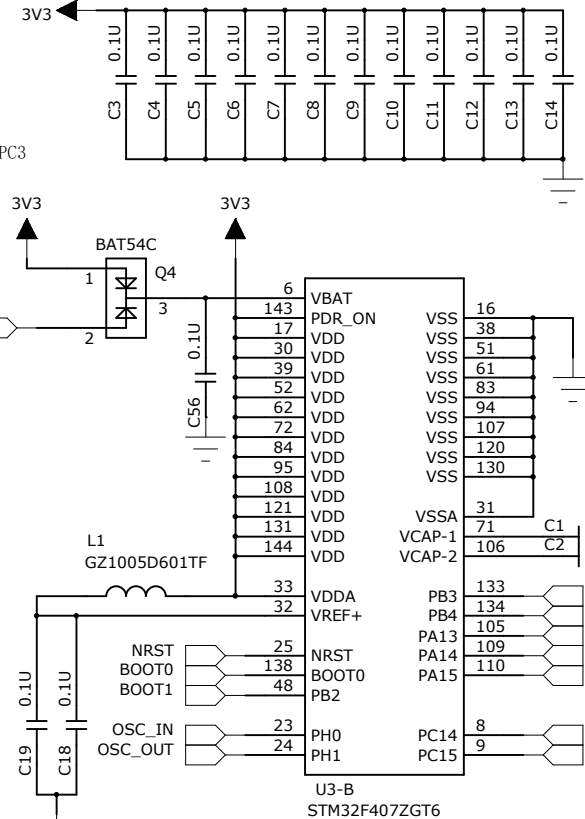 3V3
0.1U 0.1U 0.1U 0.1U 0.1U 0.1U 0.1U 0.1U 0.1U 0.1U 0.1U 0.1U
C3 C4 C5 C6 C7 C8 C9 C10 C11 C12 C13 C14
PC3
3V3 3V3
BAT54C
1 Q4
3
2
0.1U
C56
6 VBAT
143 PDR_ON VSS 16
17 VDD VSS 38
30 VDD VSS 51
39 VDD VSS 61
52 VDD VSS 83
62 VDD VSS 94
72 VDD VSS 107
84 VDD VSS 120
95 VDD VSS 130
108 VDD
121 VDD VSSA 31
131 VDD VCAP-1 71 C1
144 VDD VCAP-2 106 C2
L1
GZ1005D601TF
33 VDDA PB3 133
32 VREF+ PB4 134
PA13 105
NRST 25 NRST PA14 109
BOOT0 138 BOOT0 PA15 110
BOOT1 48 PB2
0.1U 0.1U
C19 C18
OSC_IN 23 PH0 PC14 8
OSC_OUT 24 PH1 PC15 9
U3-B
STM32F407ZGT6